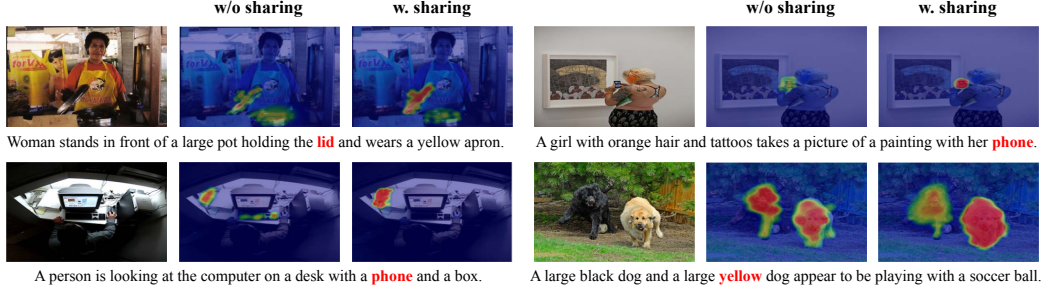 w/o sharing w. sharing w/o sharing w. sharing
Woman stands in front of a large pot holding the lid and wears a yellow apron.
A girl with orange hair and tattoos takes a picture of a painting with her phone.
A person is looking at the computer on a desk with a phone and a box.
A large black dog and a large yellow dog appear to be playing with a soccer ball.